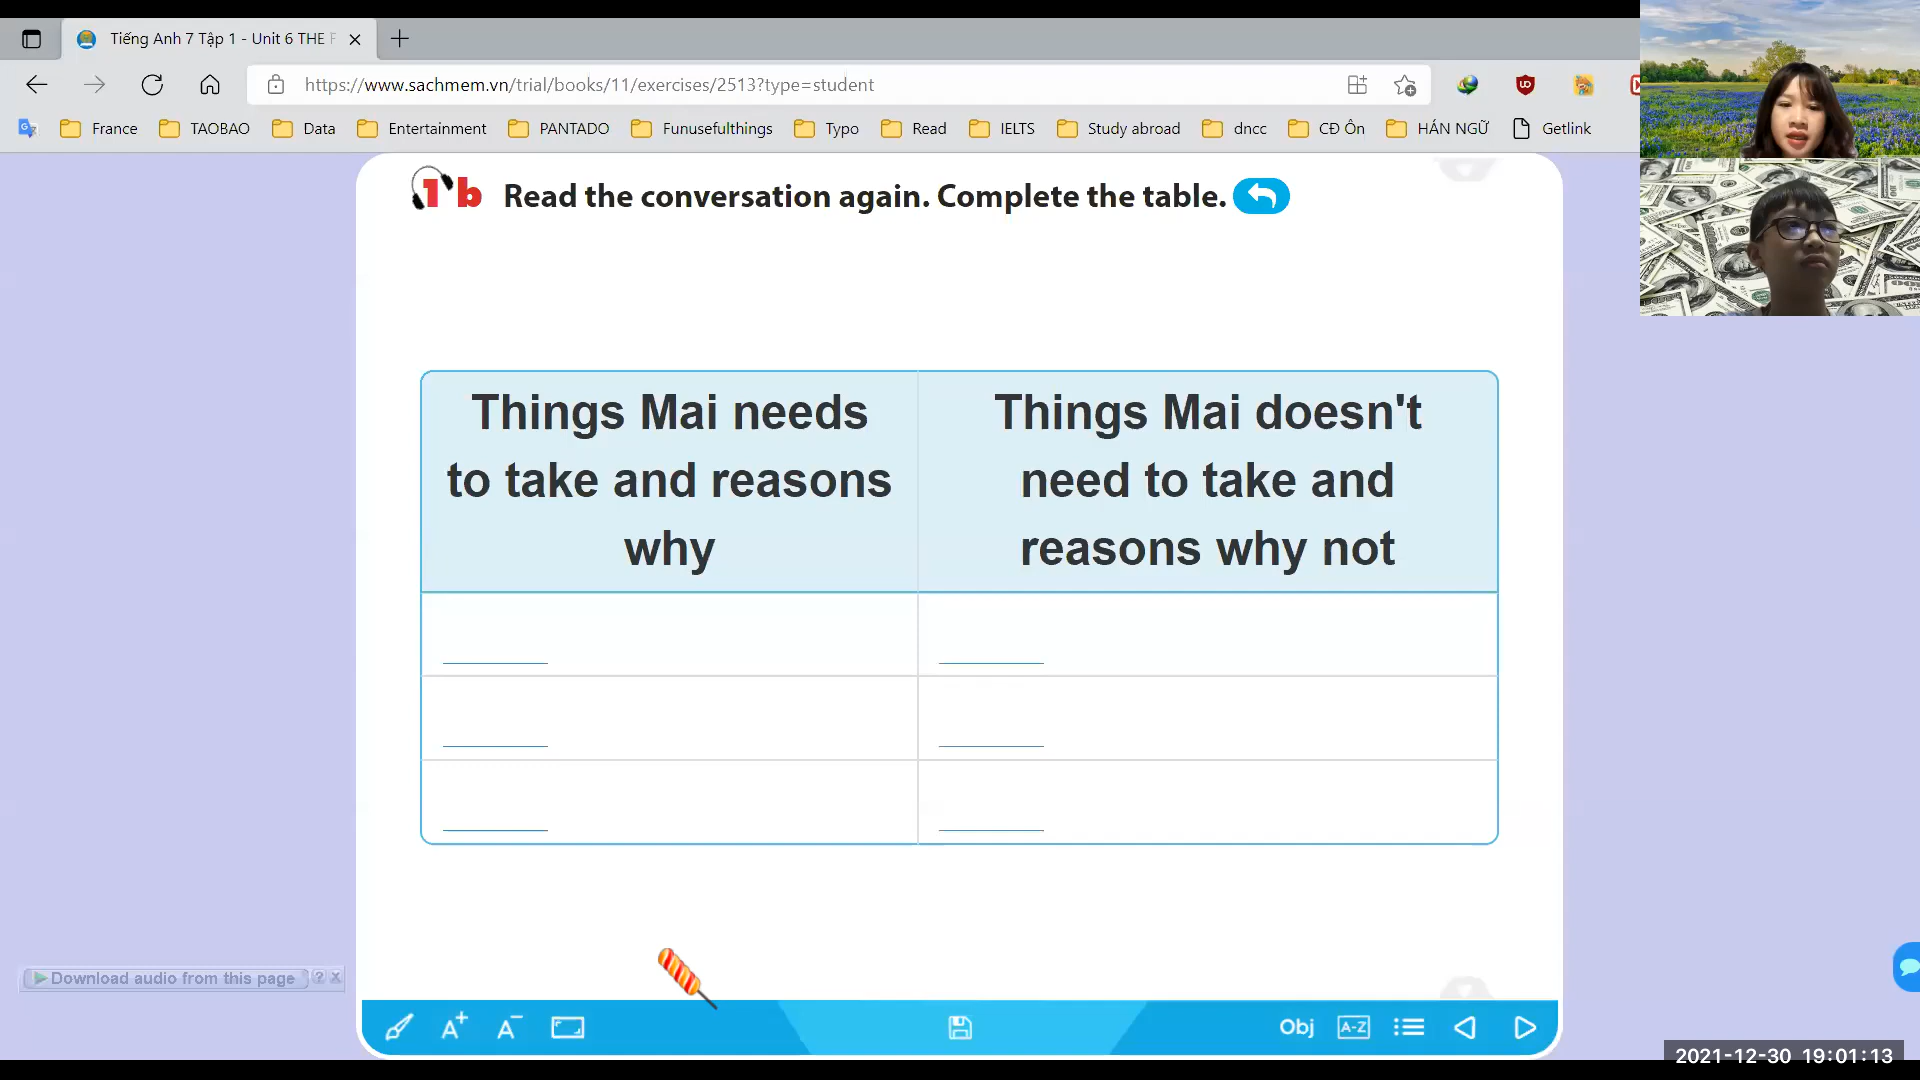 Tiếng Anh 7 Tập 1 - Unit 6 THE F
https://www.sachmem.vn/trial/books/11/exercises/2513?type=student
France TAOBAO Data Entertainment PANTADO Funusefulthings Typo Read IELTS Study abroad dncc CĐ Ôn HÁN NGỮ Getlink
1b Read the conversation again. Complete the table.
Things Mai needs
to take and reasons
why
Things Mai doesn't
need to take and
reasons why not
Download audio from this page ? X
A+ A- Obj A-Z
2021-12-30 19:01:13